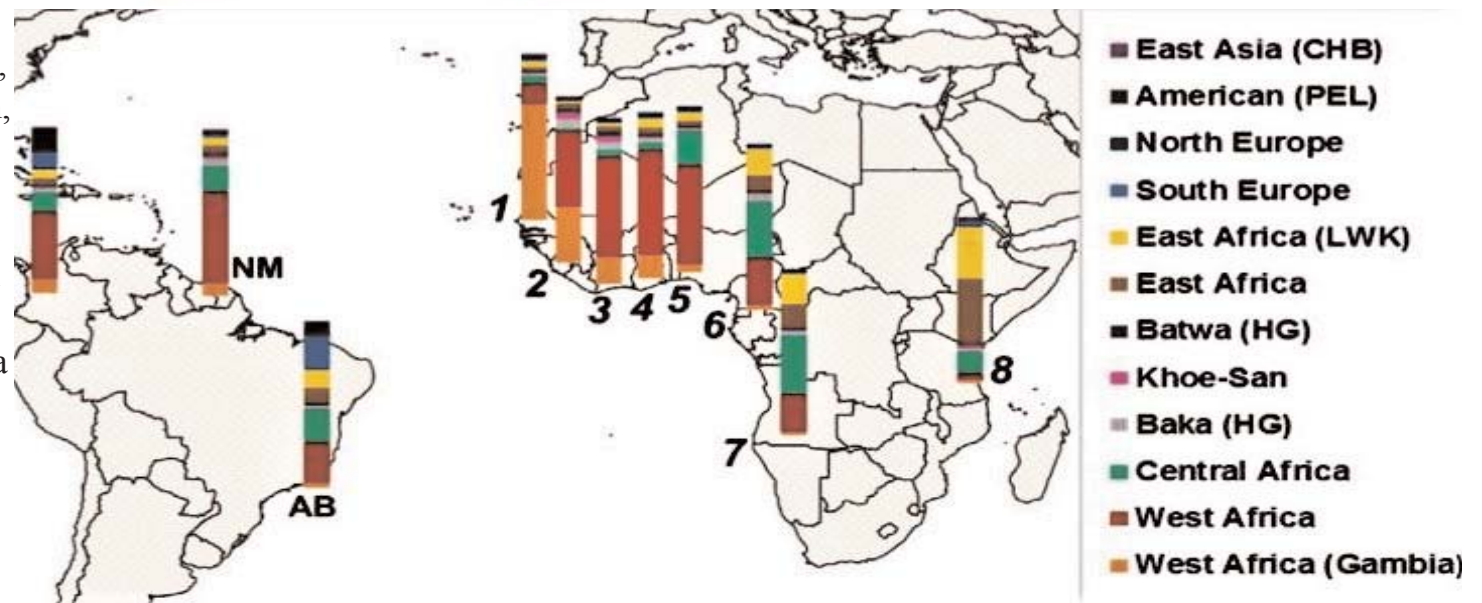 ,
,
a
NM
AB
1
2
3
4
5
6
7
8
East Asia (CHB)
American (PEL)
North Europe
South Europe
East Africa (LWK)
East Africa
Batwa (HG)
Khoe-San
Baka (HG)
Central Africa
West Africa
West Africa (Gambia)